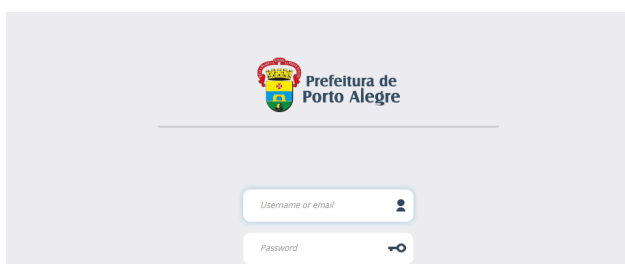 Prefeitura de
Porto Alegre
Username or email
Password